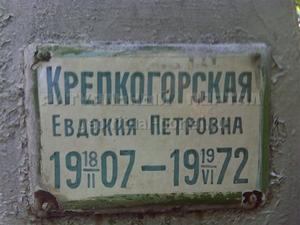 КРЕПКОГОРСКАЯ
ЕВДОКИЯ ПЕТРОВНА
19 18/II 07 — 19 19/VI 72